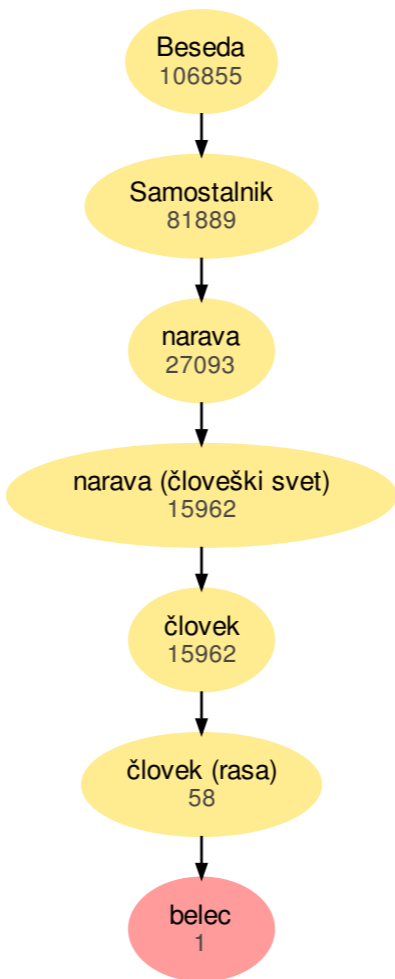 Beseda
106855
Samostalnik
81889
narava
27093
narava (človeški svet)
15962
človek
15962
človek (rasa)
58
belec
1